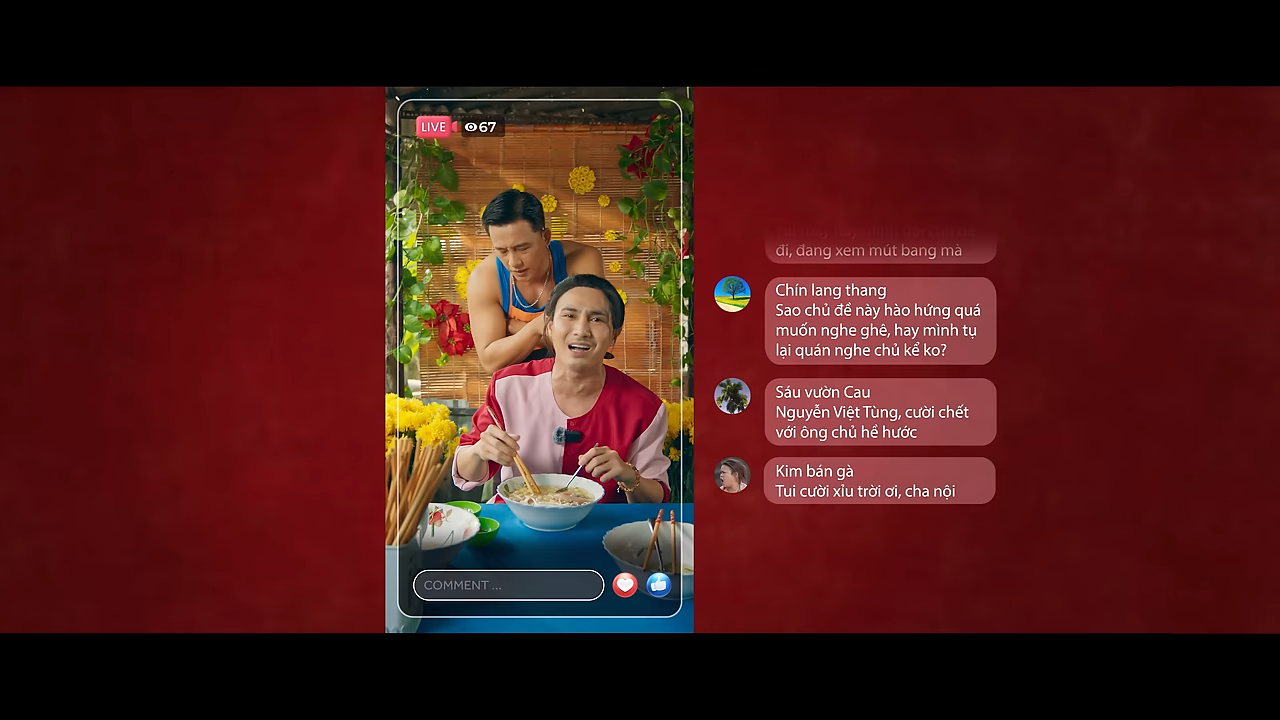 LIVE
67
đi, đang xem mút bang mà
Chín lang thang
Sao chủ đề này hào hứng quá
muốn nghe ghê, hay mình tụ
lại quán nghe chủ kể ko?
Sáu vườn Cau
Nguyễn Việt Tùng, cười chết
với ông chủ hề hước
Kim bán gà
Tui cười xỉu trời ơi, cha nội
COMMENT ...